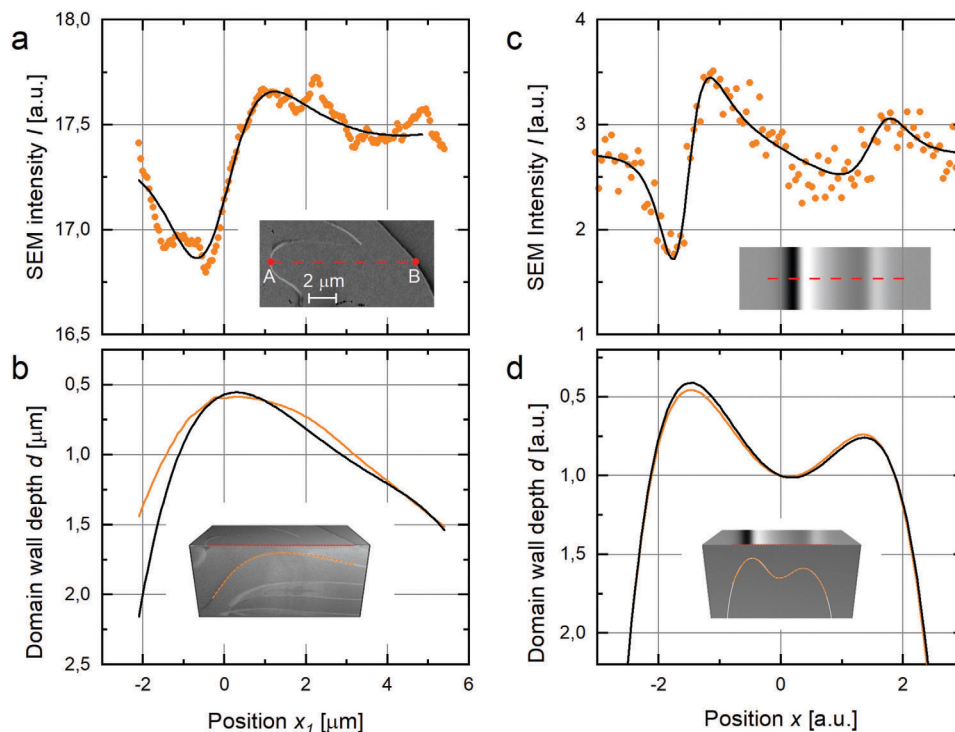 a
18,0
17,5
17,0
16,5
SEM intensity I [a.u.]
A
B
2 μm
b
0,5
1,0
1,5
2,0
2,5
Domain wall depth d [μm]
-2
0
2
4
6
Position x₁ [μm]
c
4
3
2
1
SEM Intensity I [a.u.]
d
0,5
1,0
1,5
2,0
Domain wall depth d [a.u.]
-2
0
2
Position x [a.u.]